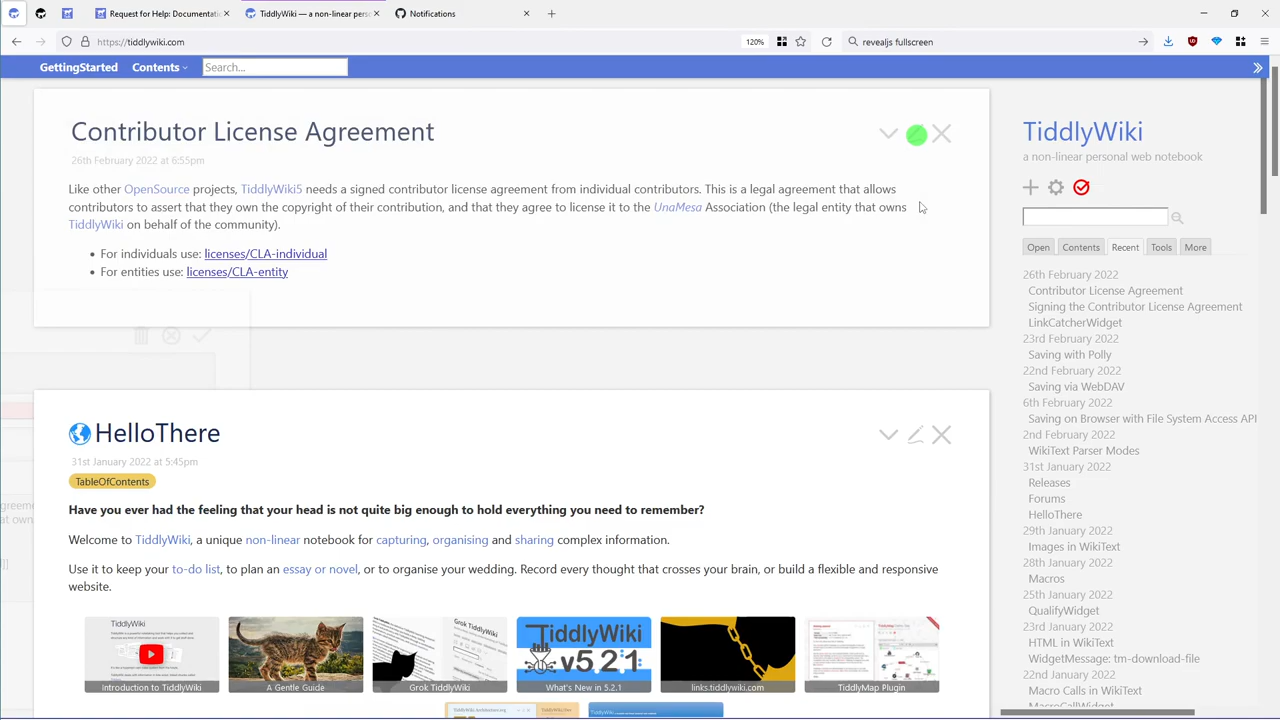 Request for Help: Documentatio
TiddlyWiki — a non-linear perso
Notifications
https://tiddlywiki.com
120%
revealjs fullscreen
GettingStarted
Contents
Search...
Contributor License Agreement
26th February 2022 at 6:55pm
Like other OpenSource projects, TiddlyWiki5 needs a signed contributor license agreement from individual contributors. This is a legal agreement that allows
contributors to assert that they own the copyright of their contribution, and that they agree to license it to the UnaMesa Association (the legal entity that owns
TiddlyWiki on behalf of the community).
• For individuals use: licenses/CLA-individual
• For entities use: licenses/CLA-entity
HelloThere
31st January 2022 at 5:45pm
TableOfContents
Have you ever had the feeling that your head is not quite big enough to hold everything you need to remember?
Welcome to TiddlyWiki, a unique non-linear notebook for capturing, organising and sharing complex information.
Use it to keep your to-do list, to plan an essay or novel, or to organise your wedding. Record every thought that crosses your brain, or build a flexible and responsive
website.
TiddlyWiki
Introduction to TiddlyWiki
A Gentle Guide
Grok TiddlyWiki
Grok TiddlyWiki
TiddlyWiki
v5.2.1
What's New in 5.2.1
links.tiddlywiki.com
TiddlyMap Plugin
TiddlyWiki
a non-linear personal web notebook
Open
Contents
Recent
Tools
More
26th February 2022
Contributor License Agreement
Signing the Contributor License Agreement
LinkCatcherWidget
23rd February 2022
Saving with Polly
22nd February 2022
Saving via WebDAV
6th February 2022
Saving on Browser with File System Access API
2nd February 2022
WikiText Parser Modes
31st January 2022
Releases
Forums
HelloThere
29th January 2022
Images in WikiText
28th January 2022
Macros
25th January 2022
QualifyWidget
23rd January 2022
HTML in WikiText
WidgetMessage: tm-download-file
22nd January 2022
Macro Calls in WikiText
MacroCallWidget